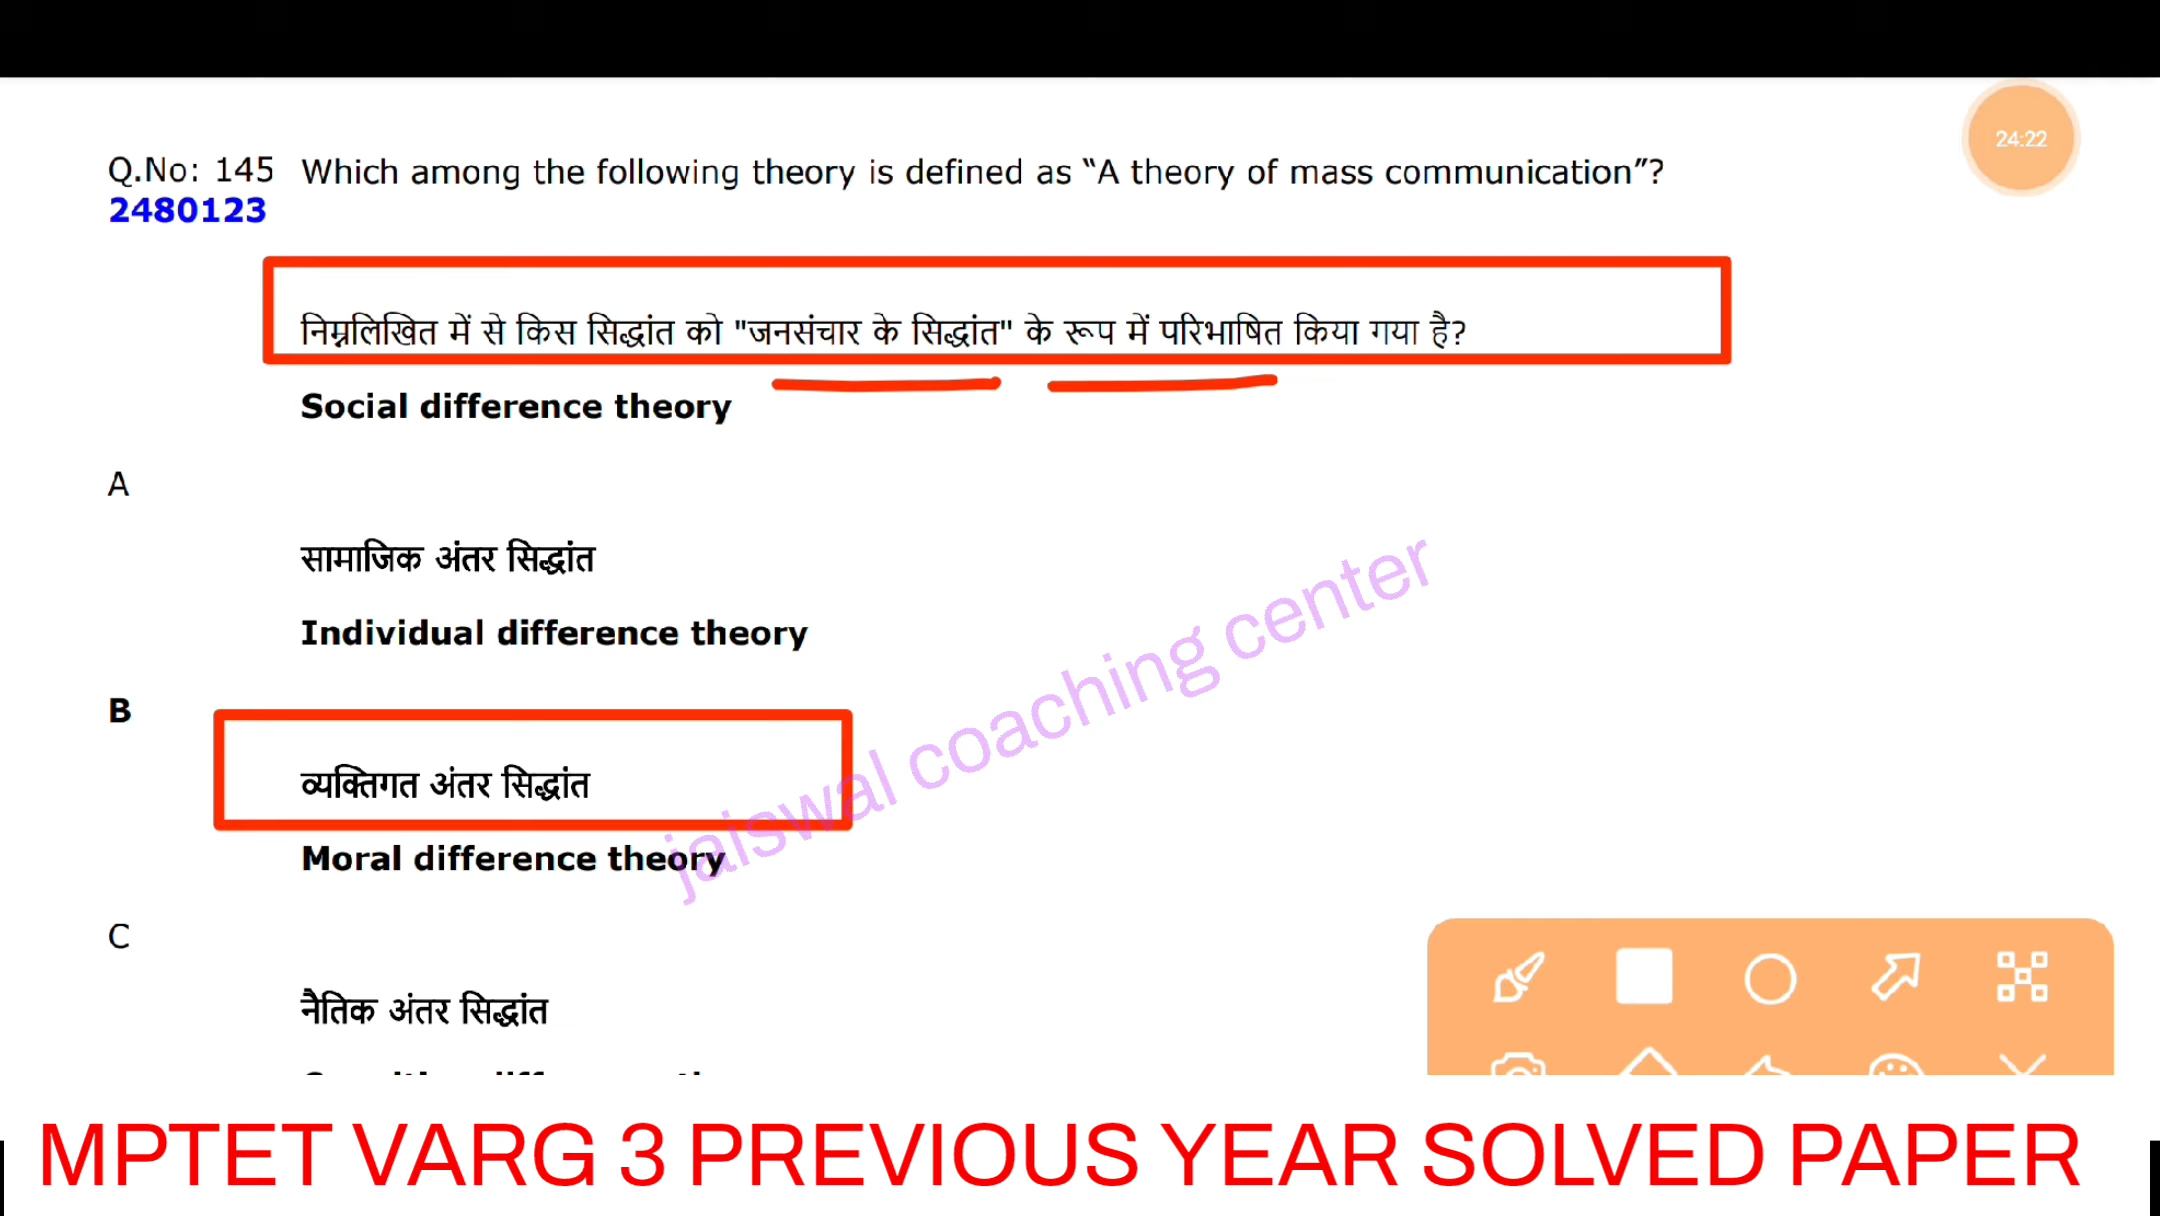 24:22
Q.No: 145 Which among the following theory is defined as “A theory of mass communication”?
2480123
निम्नलिखित में से किस सिद्धांत को "जनसंचार के सिद्धांत" के रूप में परिभाषित किया गया है?
Social difference theory
A
सामाजिक अंतर सिद्धांत
Individual difference theory
B
व्यक्तिगत अंतर सिद्धांत
jaiswal coaching center
Moral difference theory
C
नैतिक अंतर सिद्धांत
MPTET VARG 3 PREVIOUS YEAR SOLVED PAPER